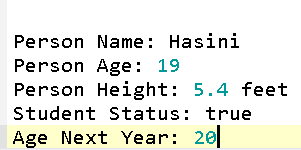 Person Name: Hasini
Person Age: 19
Person Height: 5.4 feet
Student Status: true
Age Next Year: 20